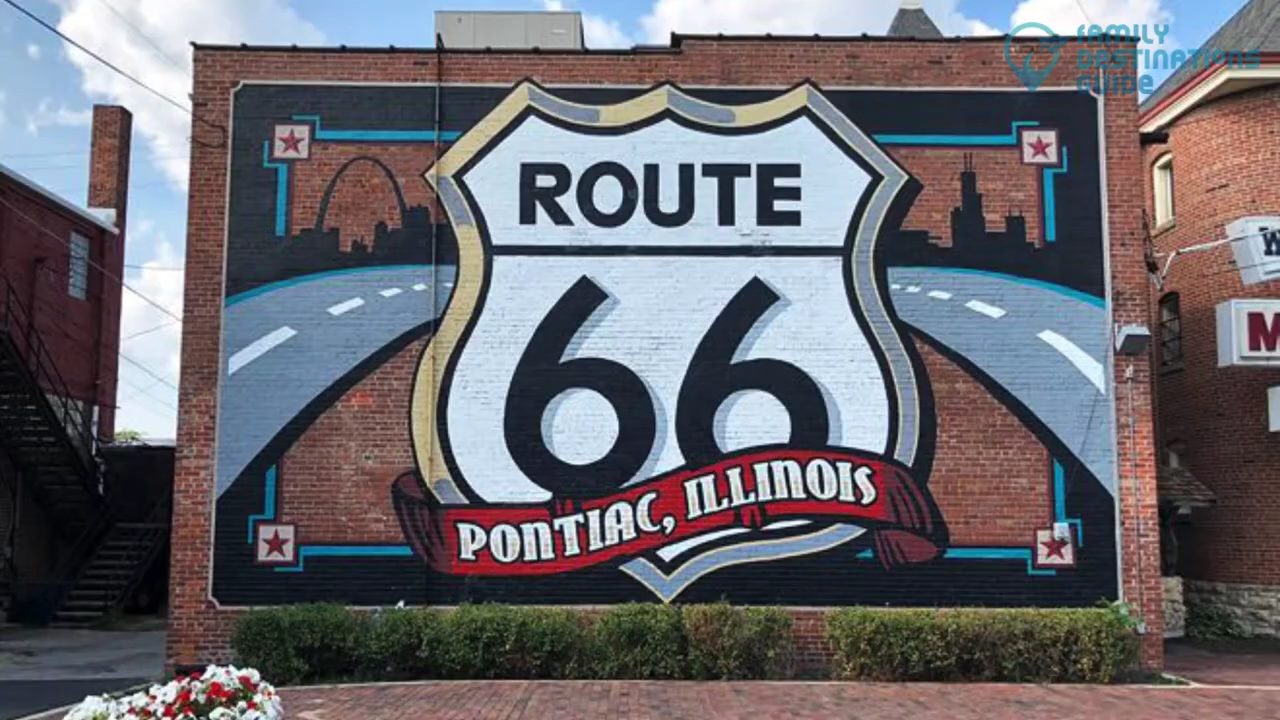 FAMILY
DESTINATIONS
GUIDE
ROUTE
66
PONTIAC, ILLINOIS
W
M